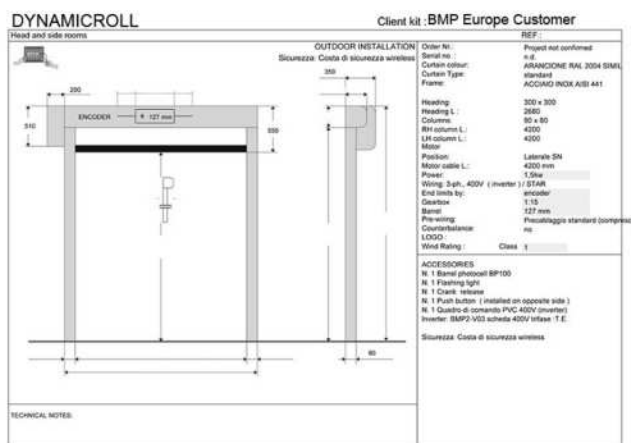 DYNAMICROLL
Client kit : BMP Europe Customer
Head and side rooms
REF :
OUTDOOR INSTALLATION
Sicurezza: Costa di sicurezza wireless
350
200
ENCODER
127 mm
510
550
80
Order Nr.: Project not confirmed
Serial no. : n.d.
Curtain colour: ARANCIONE RAL 2004 SIMIL
Curtain Type: standard
Frame: ACCIAIO INOX AISI 441
Heading: 300 x 300
Heading L : 2680
Columns: 90 x 80
RH column L.: 4200
LH column L.: 4200
Motor
Position: Laterale SN
Motor cable L.: 4200 mm
Power: 1,5kw
Wiring: 3-ph., 400V ( inverter ) / STAR
End limits by: encoder
Gearbox 1:15
Barrel 127 mm
Pre-wiring: Precablaggio standard (compreso
Counterbalance: no
LOGO :
Wind Rating : Class 1
ACCESSORIES
N. 1 Barrel photocell BP100
N. 1 Flashing light
N. 1 Crank release
N. 1 Push button ( installed on opposite side )
N. 1 Quadro di comando PVC 400V (inverter)
Inverter: BMP2-V03 scheda 400V trifase T.E
Sicurezza: Costa di sicurezza wireless
TECHNICAL NOTES: